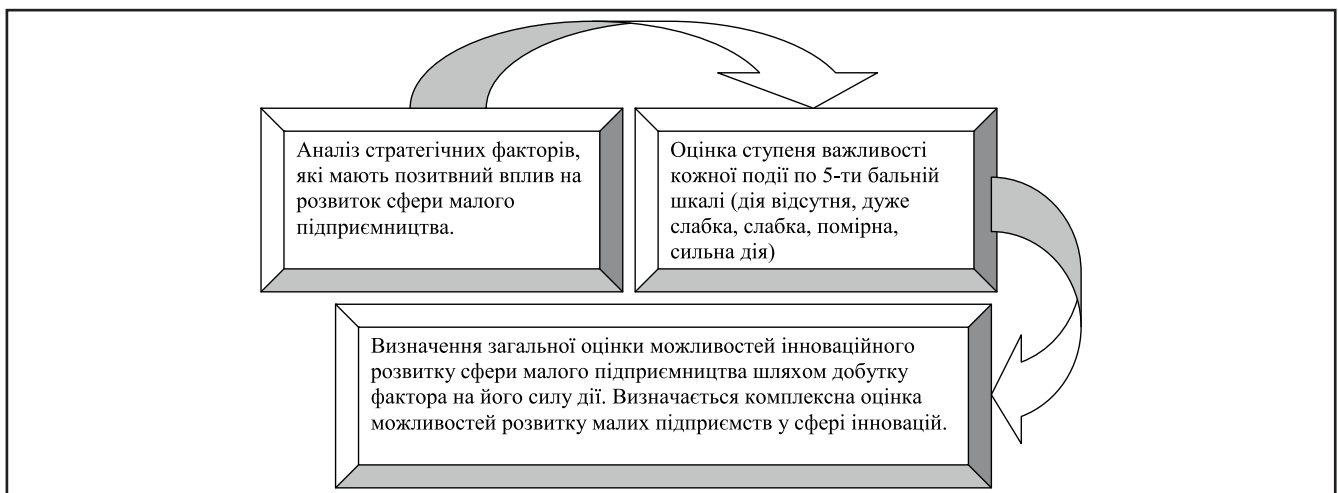 Аналіз стратегічних факторів,
які мають позитвний вплив на
розвиток сфери малого
підприємництва.
Оцінка ступеня важливості
кожної події по 5-ти бальній
шкалі (дія відсутня, дуже
слабка, слабка, помірна,
сильна дія)
Визначення загальної оцінки можливостей інноваційного
розвитку сфери малого підприємництва шляхом добутку
фактора на його силу дії. Визначається комплексна оцінка
можливостей розвитку малих підприємств у сфері інновацій.